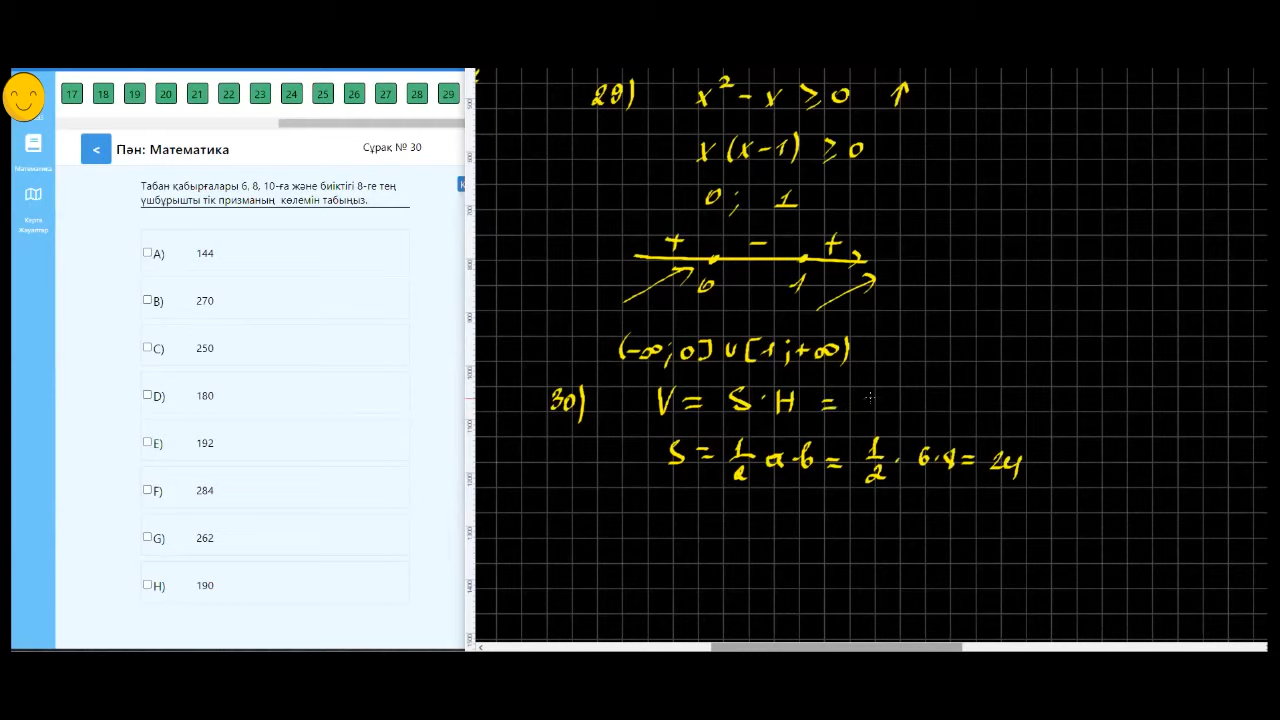 17 18 19 20 21 22 23 24 25 26 27 28 29
Математика
Карта
Жауаптар
< Пән: Математика Сұрақ № 30
Табан қабырғалары 6, 8, 10-ға және биіктігі 8-ге тең
үшбұрышты тік призманың көлемін табыңыз.
A) 144
B) 270
C) 250
D) 180
E) 192
F) 284
G) 262
H) 190
29) x² - x ≥ 0 ↑
x(x-1) ≥ 0
0 ; 1
+ - +
0 1
(-∞; 0] ∪ [1; +∞)
30) V = S · H =
S = 1/2 a·b = 1/2 · 6·8 = 24